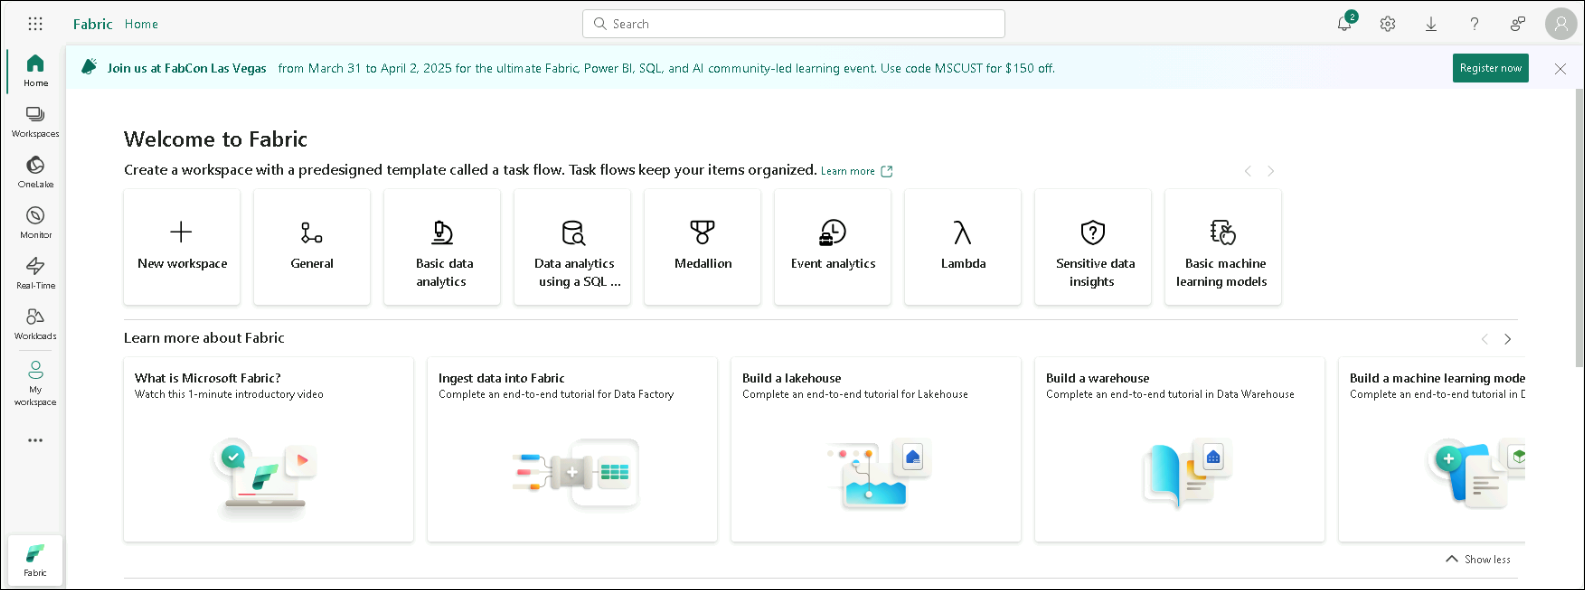 Fabric Home
Search
2
Home
Workspaces
OneLake
Monitor
Real-Time
Workloads
My
workspace
Fabric
Join us at FabCon Las Vegas from March 31 to April 2, 2025 for the ultimate Fabric, Power BI, SQL, and AI community-led learning event. Use code MSCUST for $150 off.
Register now
Welcome to Fabric
Create a workspace with a predesigned template called a task flow. Task flows keep your items organized. Learn more
New workspace
General
Basic data
analytics
Data analytics
using a SQL ...
Medallion
Event analytics
Lambda
Sensitive data
insights
Basic machine
learning models
Learn more about Fabric
What is Microsoft Fabric?
Watch this 1-minute introductory video
Ingest data into Fabric
Complete an end-to-end tutorial for Data Factory
Build a lakehouse
Complete an end-to-end tutorial for Lakehouse
Build a warehouse
Complete an end-to-end tutorial in Data Warehouse
Build a machine learning mode
Complete an end-to-end tutorial in D
Show less